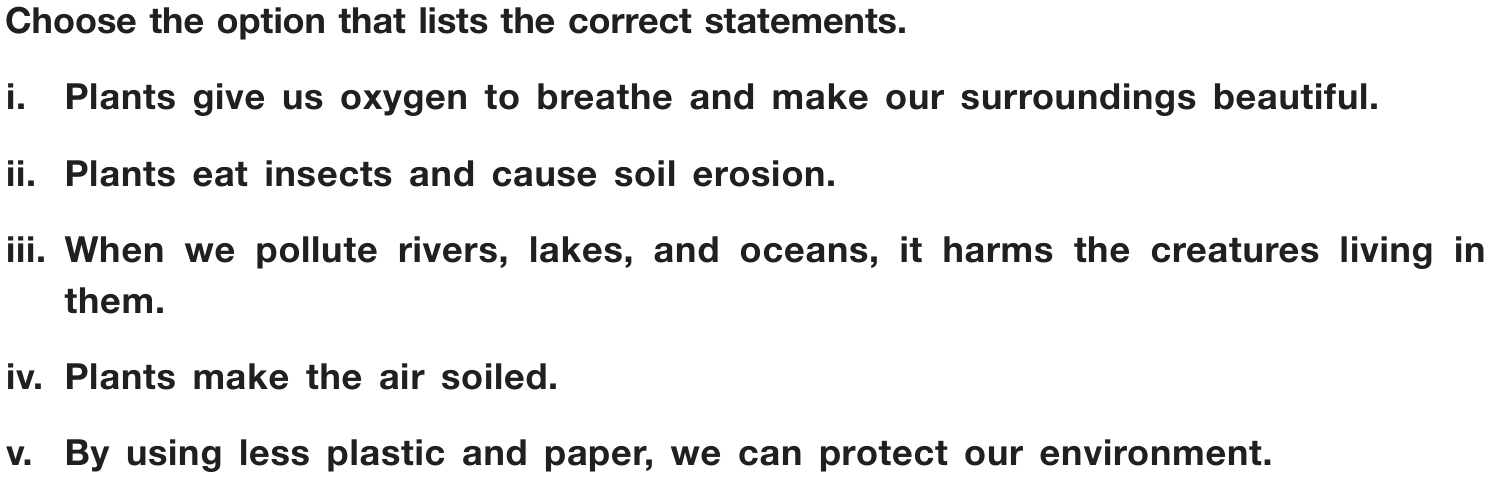 Choose the option that lists the correct statements.
i. Plants give us oxygen to breathe and make our surroundings beautiful.
ii. Plants eat insects and cause soil erosion.
iii. When we pollute rivers, lakes, and oceans, it harms the creatures living in
them.
iv. Plants make the air soiled.
v. By using less plastic and paper, we can protect our environment.